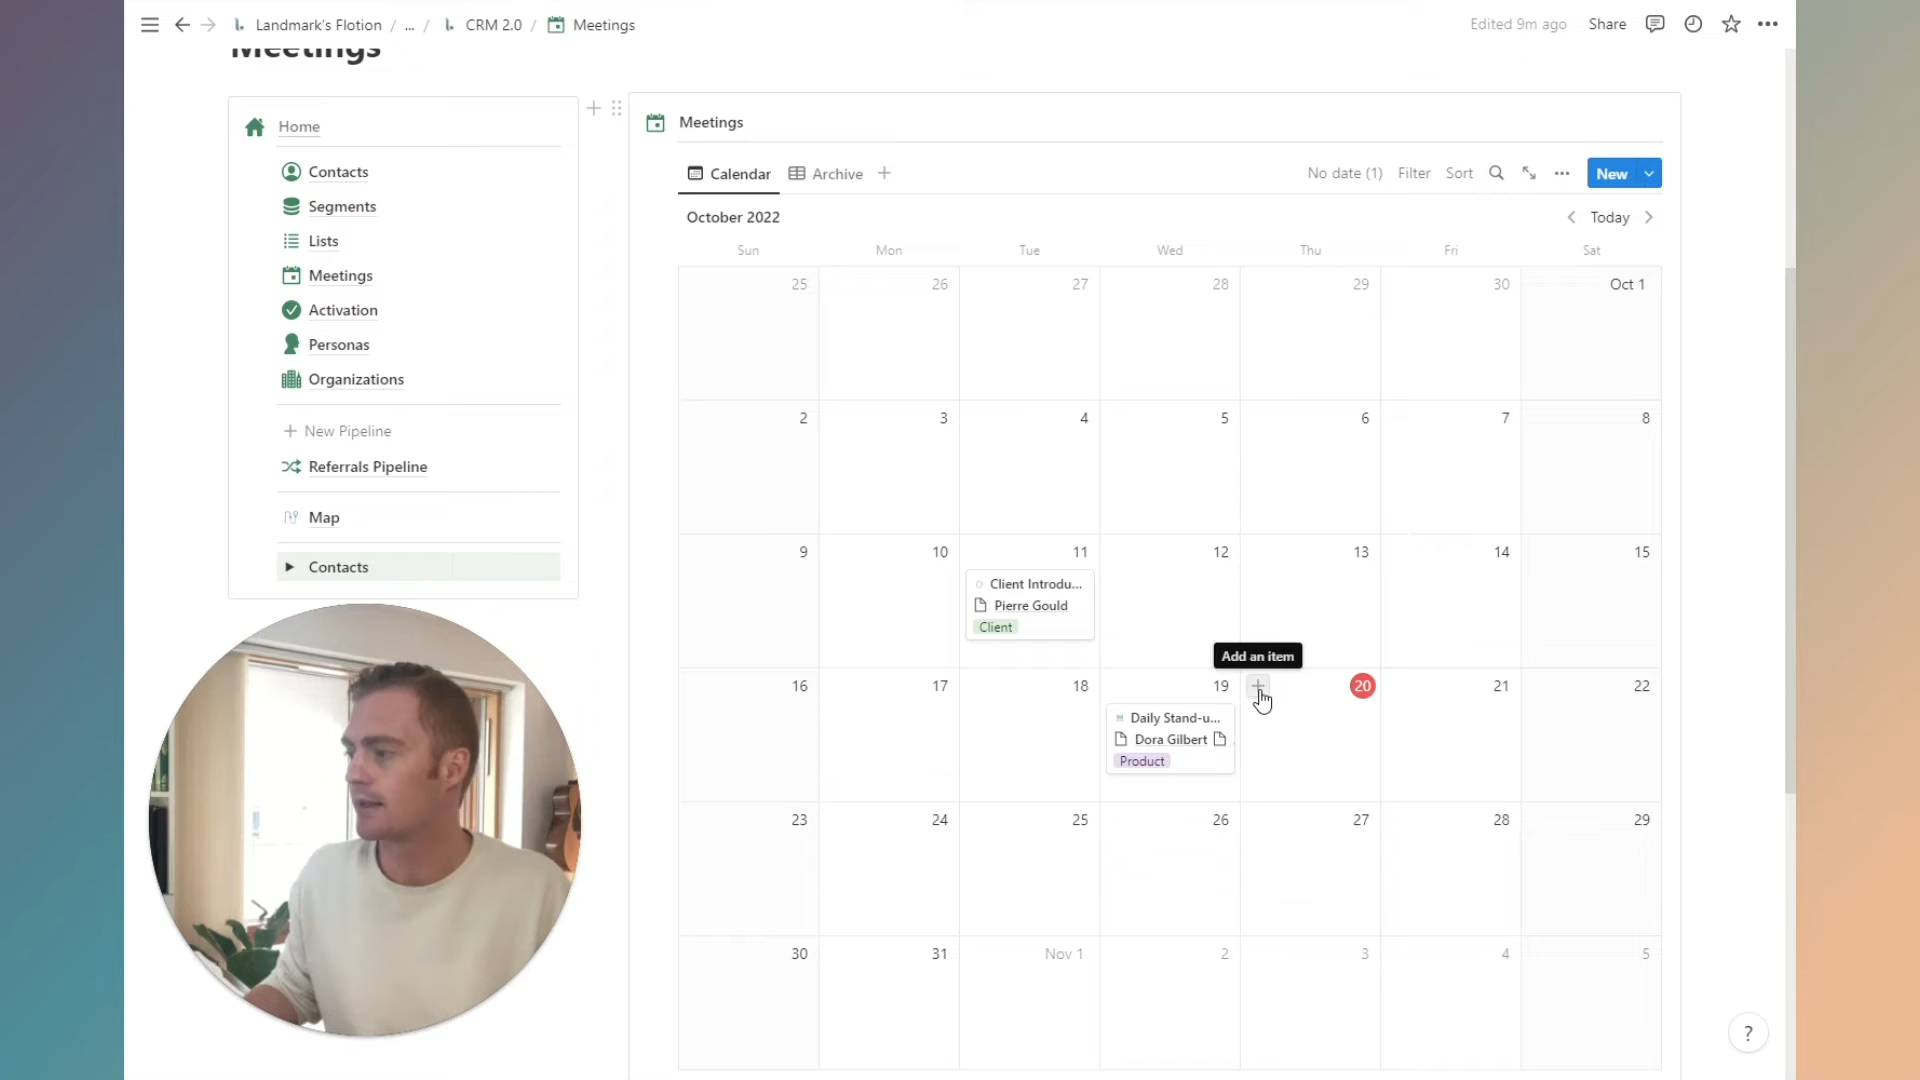 Landmark's Flotion / ... / CRM 2.0 / Meetings
Edited 9m ago Share
Meetings
Home
Contacts
Segments
Lists
Meetings
Activation
Personas
Organizations
+ New Pipeline
Referrals Pipeline
Map
Contacts
Meetings
Calendar Archive +
No date (1) Filter Sort ••• New
October 2022
Today
Sun Mon Tue Wed Thu Fri Sat
25 26 27 28 29 30 Oct 1
2 3 4 5 6 7 8
9 10 11 12 13 14 15
Client Introdu...
Pierre Gould
Client
Add an item
16 17 18 19 20 21 22
Daily Stand-u...
Dora Gilbert
Product
23 24 25 26 27 28 29
30 31 Nov 1 2 3 4 5
?